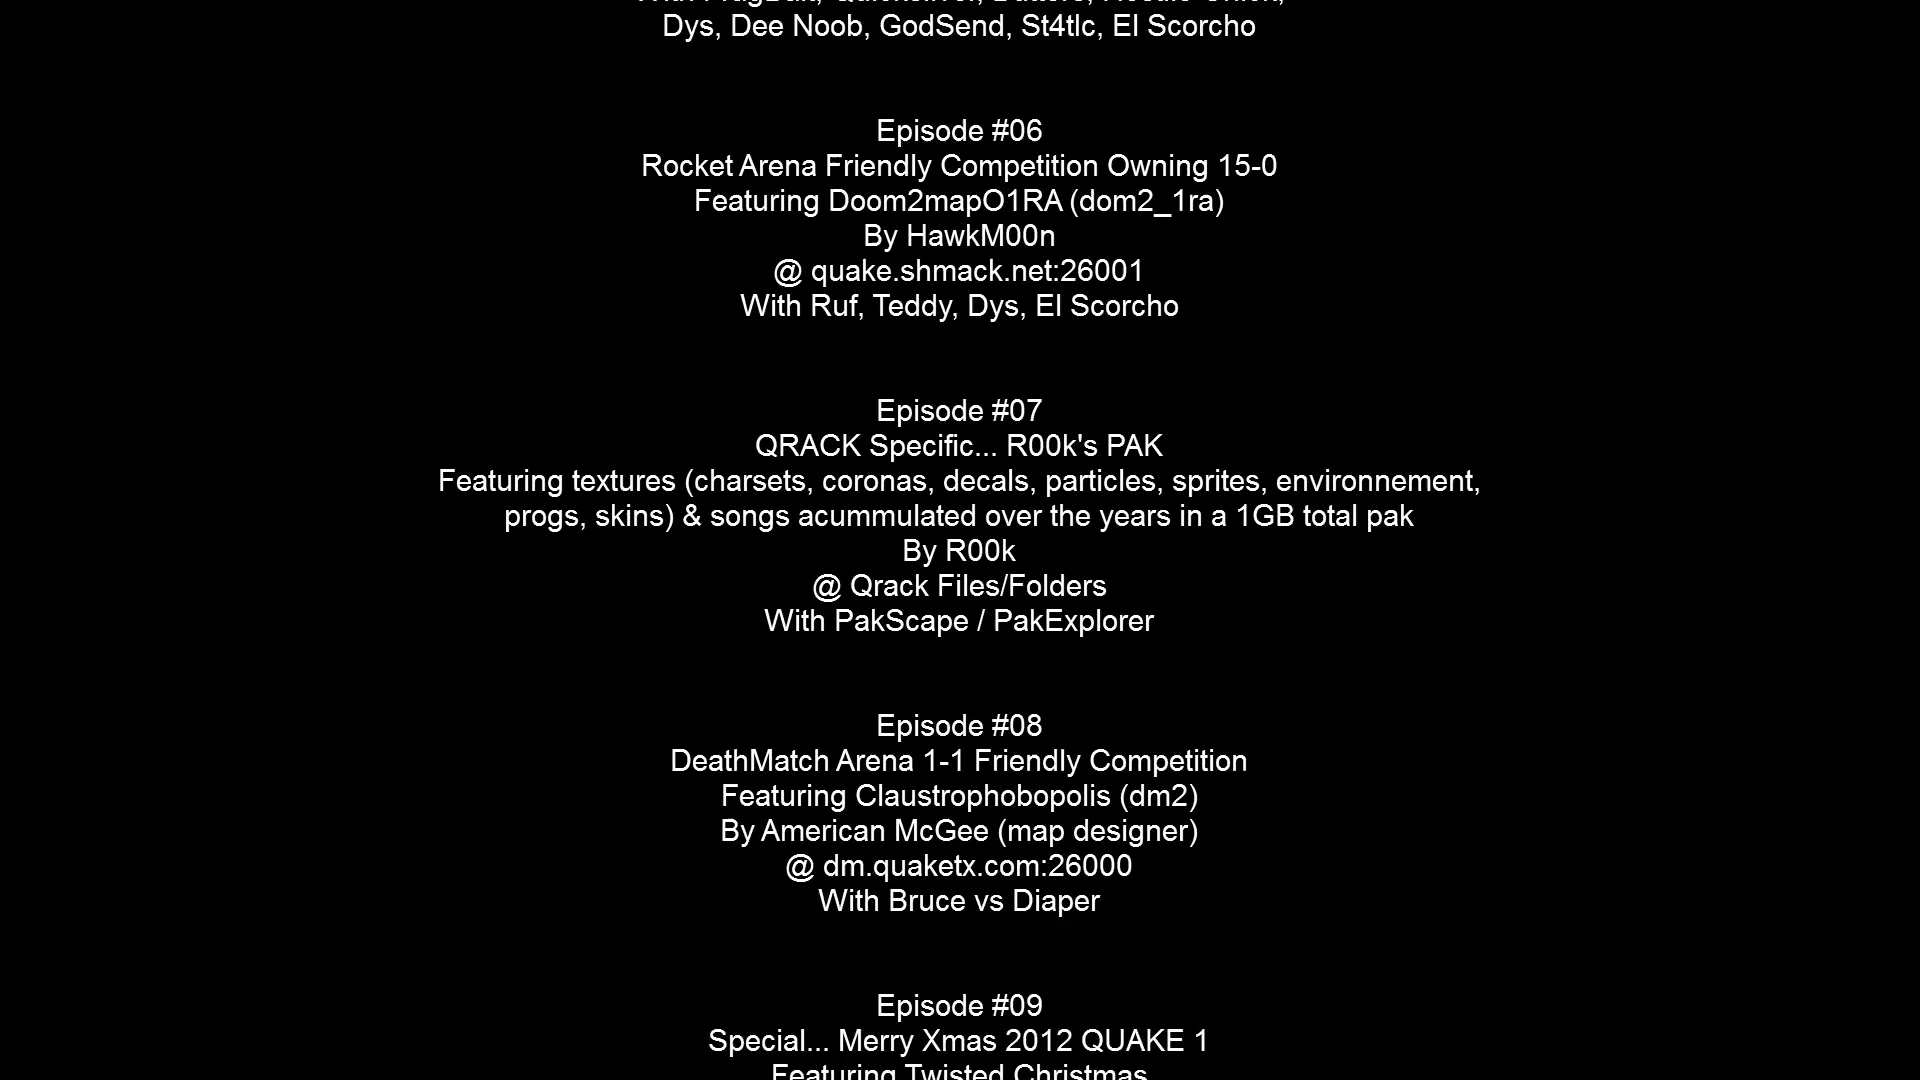 Dys, Dee Noob, GodSend, St4tlc, El Scorcho
Episode #06
Rocket Arena Friendly Competition Owning 15-0
Featuring Doom2mapO1RA (dom2_1ra)
By HawkM00n
@ quake.shmack.net:26001
With Ruf, Teddy, Dys, El Scorcho
Episode #07
QRACK Specific... R00k's PAK
Featuring textures (charsets, coronas, decals, particles, sprites, environnement,
progs, skins) & songs acummulated over the years in a 1GB total pak
By R00k
@ Qrack Files/Folders
With PakScape / PakExplorer
Episode #08
DeathMatch Arena 1-1 Friendly Competition
Featuring Claustrophobopolis (dm2)
By American McGee (map designer)
@ dm.quaketx.com:26000
With Bruce vs Diaper
Episode #09
Special... Merry Xmas 2012 QUAKE 1
Featuring Twisted Christmas